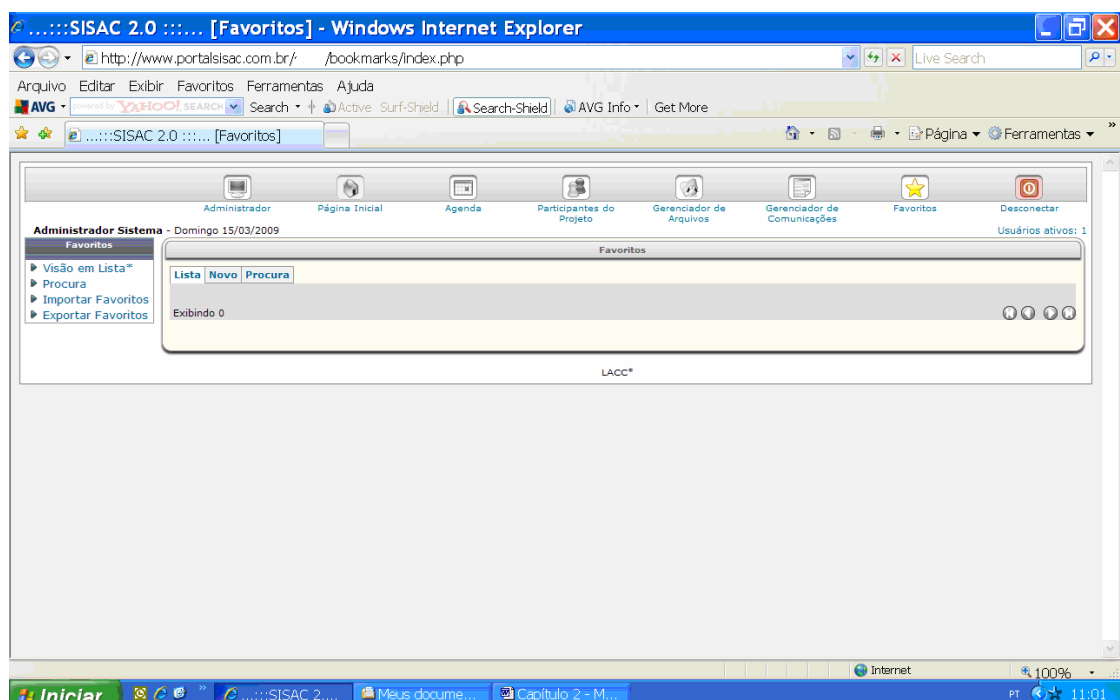 ...:::SISAC 2.0 :::... [Favoritos] - Windows Internet Explorer
http://www.portalsisac.com.br/ /bookmarks/index.php Live Search
Arquivo Editar Exibir Favoritos Ferramentas Ajuda
AVG powered by YAHOO! SEARCH Search Active Surf-Shield Search-Shield AVG Info Get More
...:::SISAC 2.0 :::... [Favoritos] Página Ferramentas »
Administrador Página Inicial Agenda Participantes do Projeto Gerenciador de Arquivos Gerenciador de Comunicações Favoritos Desconectar
Administrador Sistema - Domingo 15/03/2009 Usuários ativos: 1
Favoritos
Visão em Lista*
Procura
Importar Favoritos
Exportar Favoritos
Favoritos
Lista Novo Procura
Exibindo 0
LACC*
Internet 100%
Iniciar » ...:::SISAC 2.... Meus docume... Capítulo 2 - M... PT 11:01